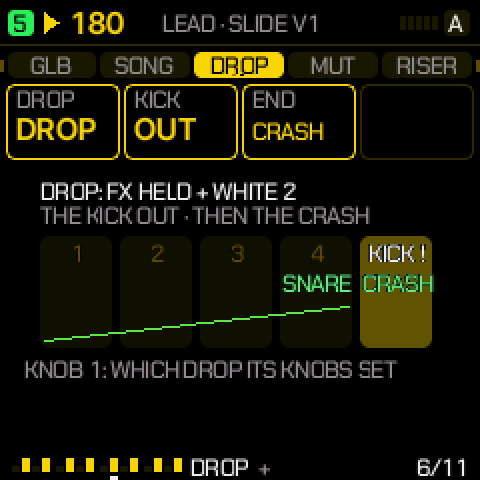 5 180 LEAD · SLIDE V1 A
GLB SONG DROP MUT RISER
DROP KICK END
DROP OUT CRASH
DROP: FX HELD + WHITE 2
THE KICK OUT · THEN THE CRASH
1 2 3 4 KICK !
SNARE CRASH
KNOB 1: WHICH DROP ITS KNOBS SET
DROP + 6/11